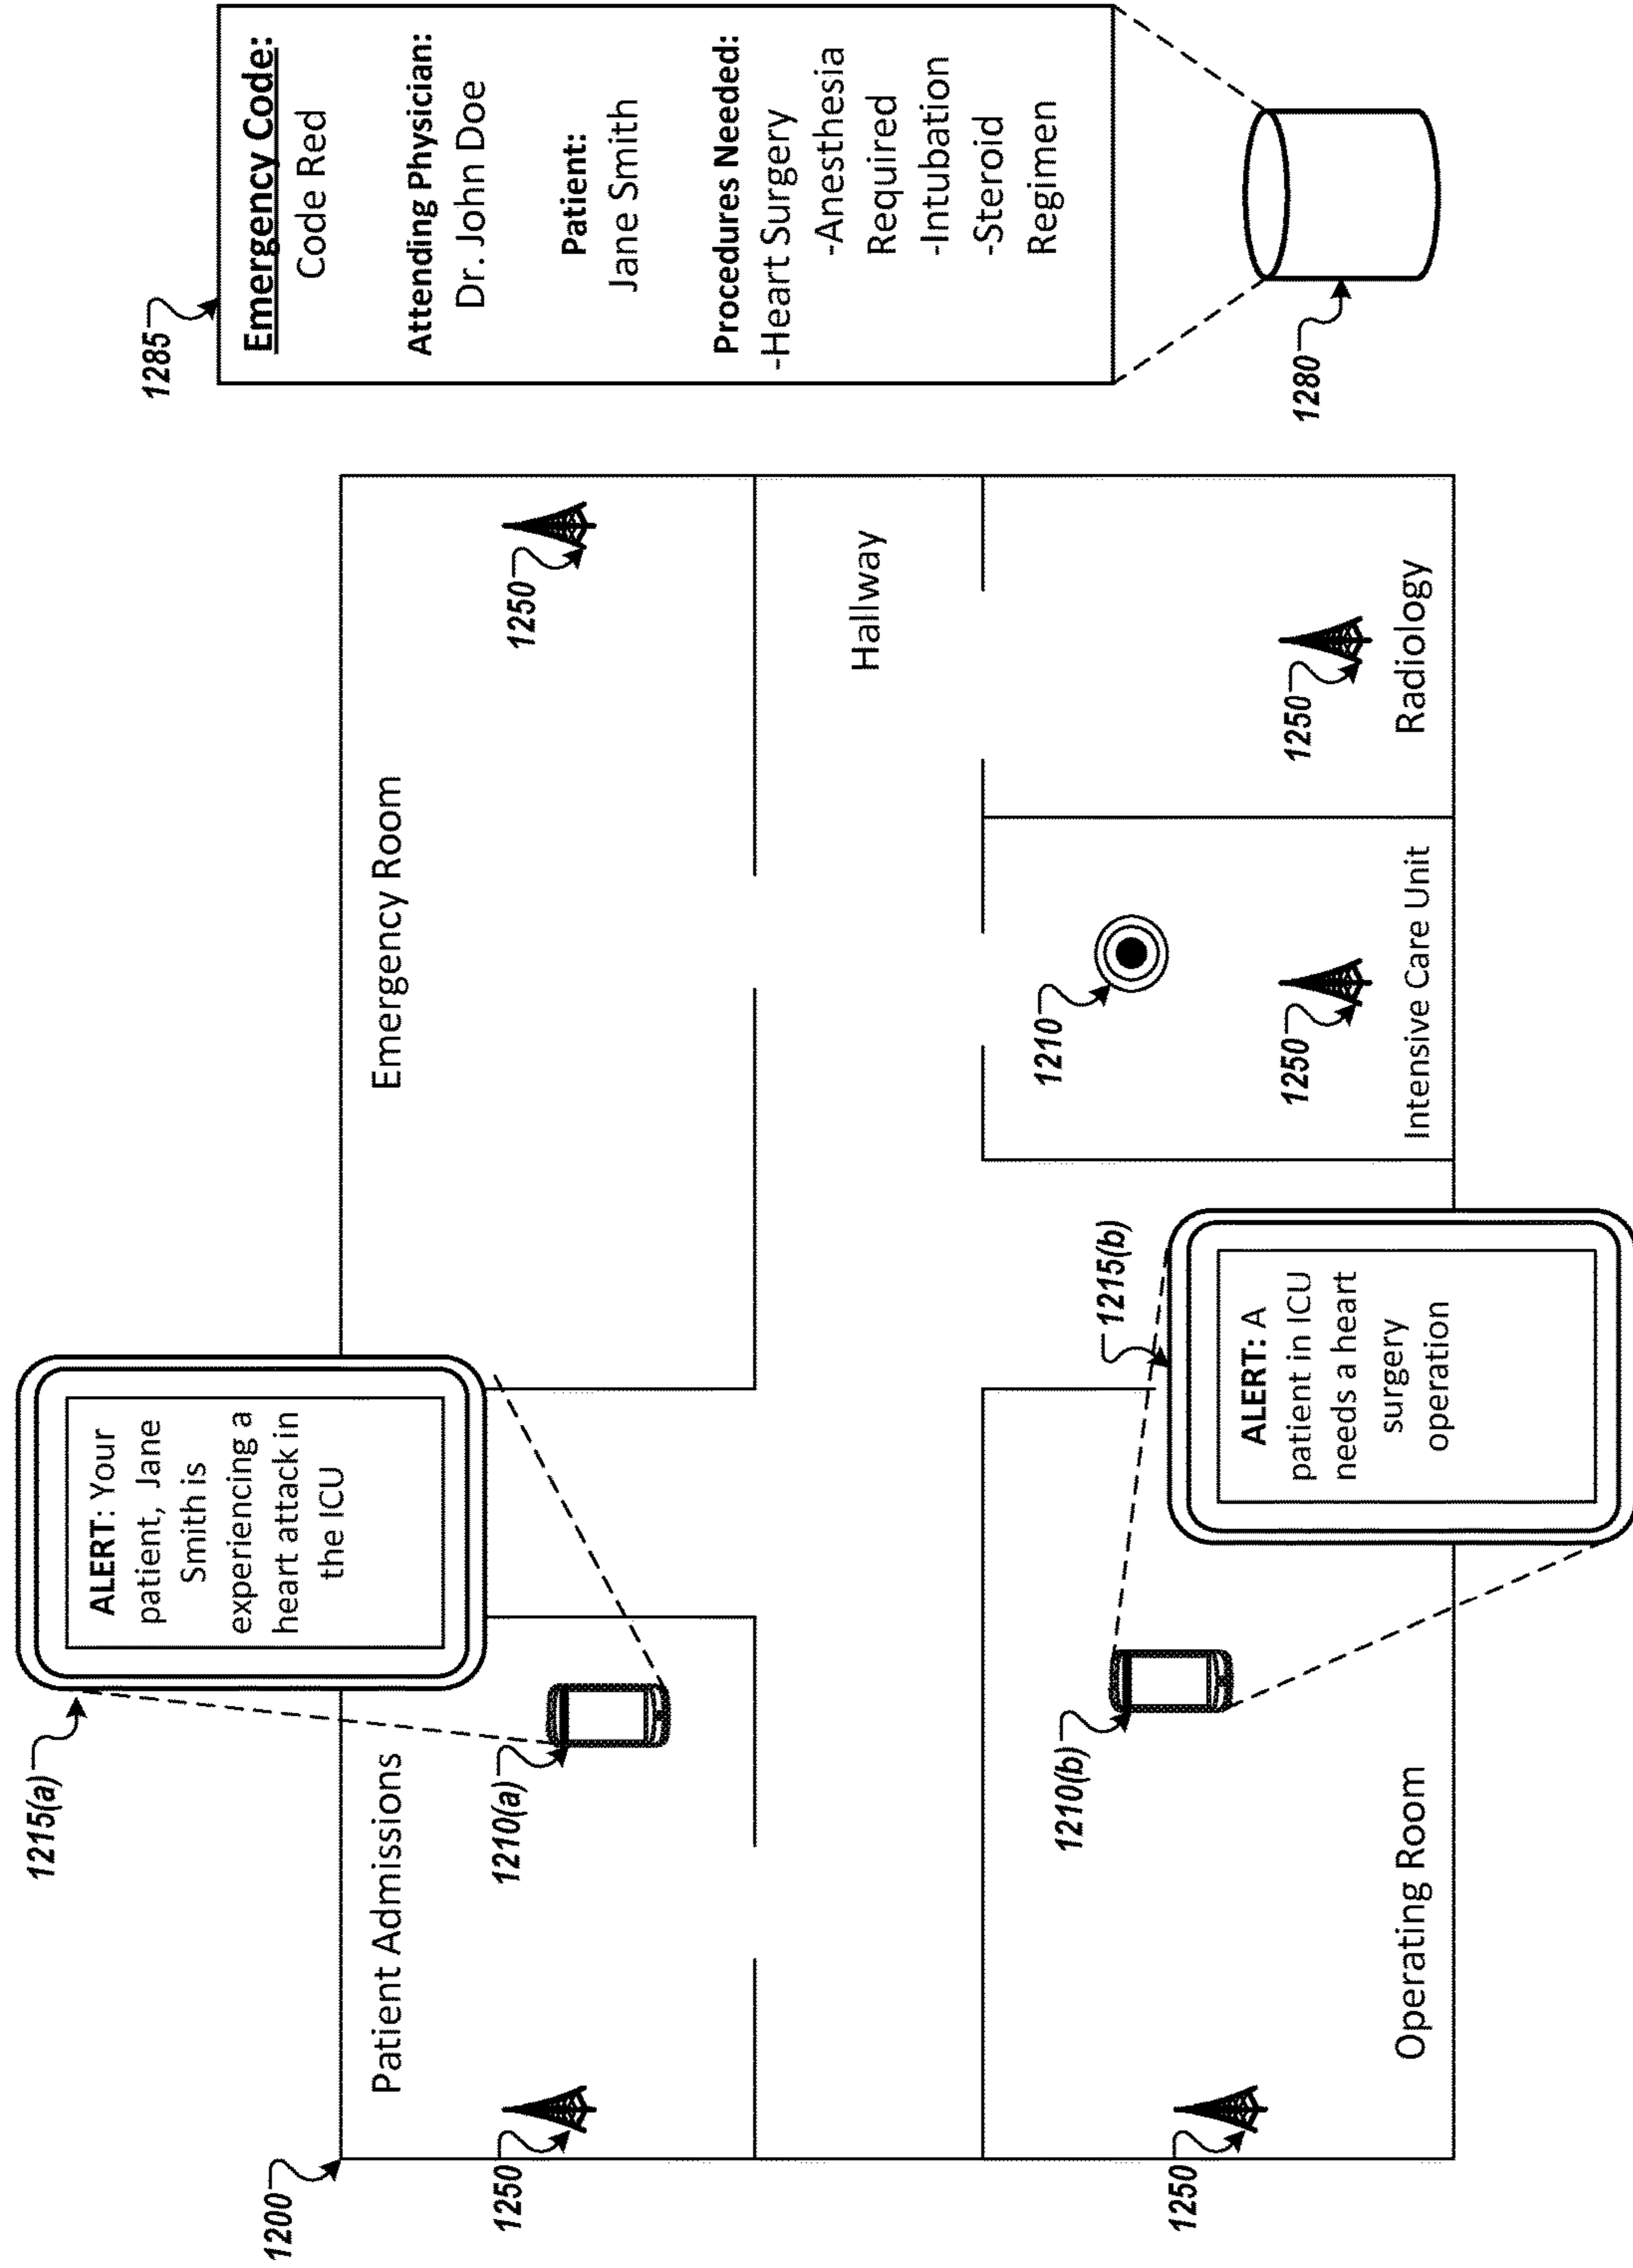 1200
1215(a)
ALERT: Your
patient, Jane
Smith is
experiencing a
heart attack in
the ICU
1285
Emergency Code:
Code Red
Attending Physician:
Dr. John Doe
Patient:
Jane Smith
Procedures Needed:
-Heart Surgery
-Anesthesia
Required
-Intubation
-Steroid
Regimen
1280
Patient Admissions
1250
1210(a)
Emergency Room
1250
Hallway
1250
Operating Room
1210(b)
1215(b)
ALERT: A
patient in ICU
needs a heart
surgery
operation
1210
1250
Intensive Care Unit
1250
Radiology